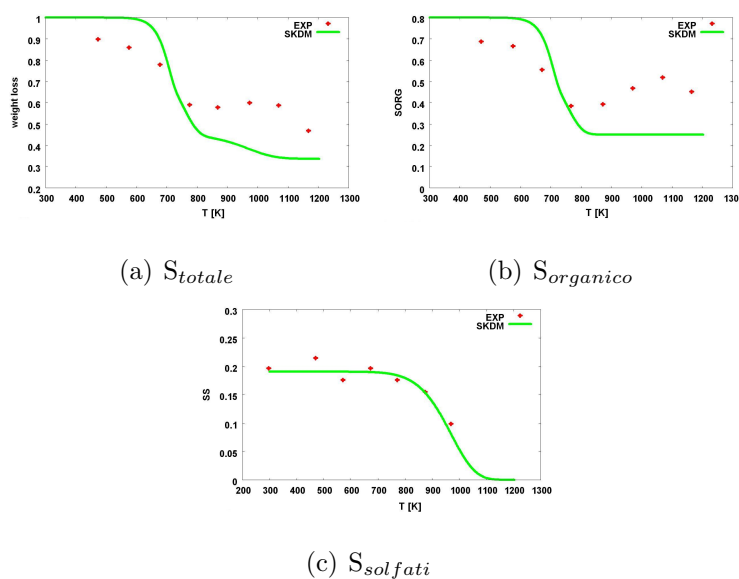 1
0.9
0.8
0.7
0.6
0.5
0.4
0.3
0.2
300 400 500 600 700 800 900 1000 1100 1200 1300
weight loss
T [K]
EXP
SKDM
0.8
0.7
0.6
0.5
0.4
0.3
0.2
0.1
0
300 400 500 600 700 800 900 1000 1100 1200
SORG
T [K]
EXP
SKDM
(a) Stotale
(b) Sorganico
0.3
0.25
0.2
0.15
0.1
0.05
0
200 300 400 500 600 700 800 900 1000 1100 1200 1300
SS
T [K]
EXP
SKDM
(c) Ssolfati